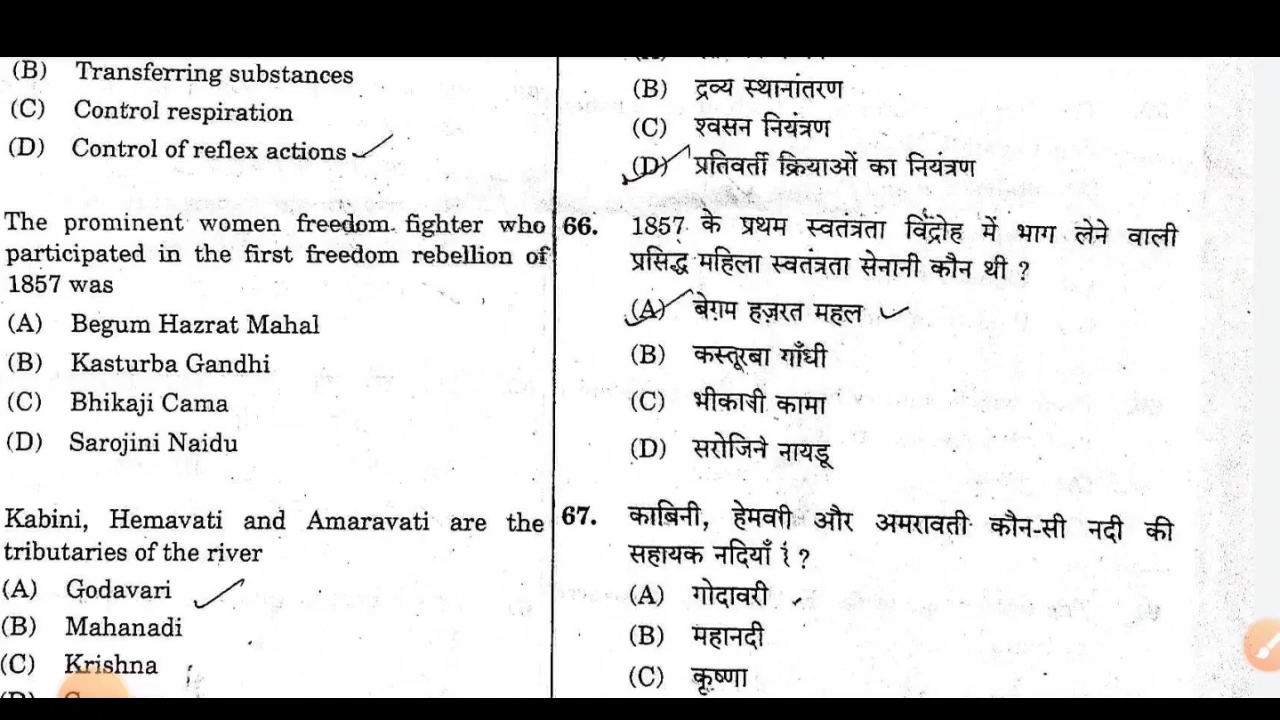 (B) Transferring substances
(C) Control respiration
(D) Control of reflex actions
The prominent women freedom fighter who
participated in the first freedom rebellion of
1857 was
(A) Begum Hazrat Mahal
(B) Kasturba Gandhi
(C) Bhikaji Cama
(D) Sarojini Naidu
Kabini, Hemavati and Amaravati are the
tributaries of the river
(A) Godavari
(B) Mahanadi
(C) Krishna
(B) द्रव्य स्थानांतरण
(C) श्वसन नियंत्रण
(D) प्रतिवर्ती क्रियाओं का नियंत्रण
66. 1857 के प्रथम स्वतंत्रता विद्रोह में भाग लेने वाली
प्रसिद्ध महिला स्वतंत्रता सेनानी कौन थी ?
(A) बेग़म हज़रत महल
(B) कस्तूरबा गाँधी
(C) भीकाजी कामा
(D) सरोजिनी नायडू
67. काबिनी, हेमवती और अमरावती कौन-सी नदी की
सहायक नदियाँ हैं ?
(A) गोदावरी
(B) महानदी
(C) कृष्णा